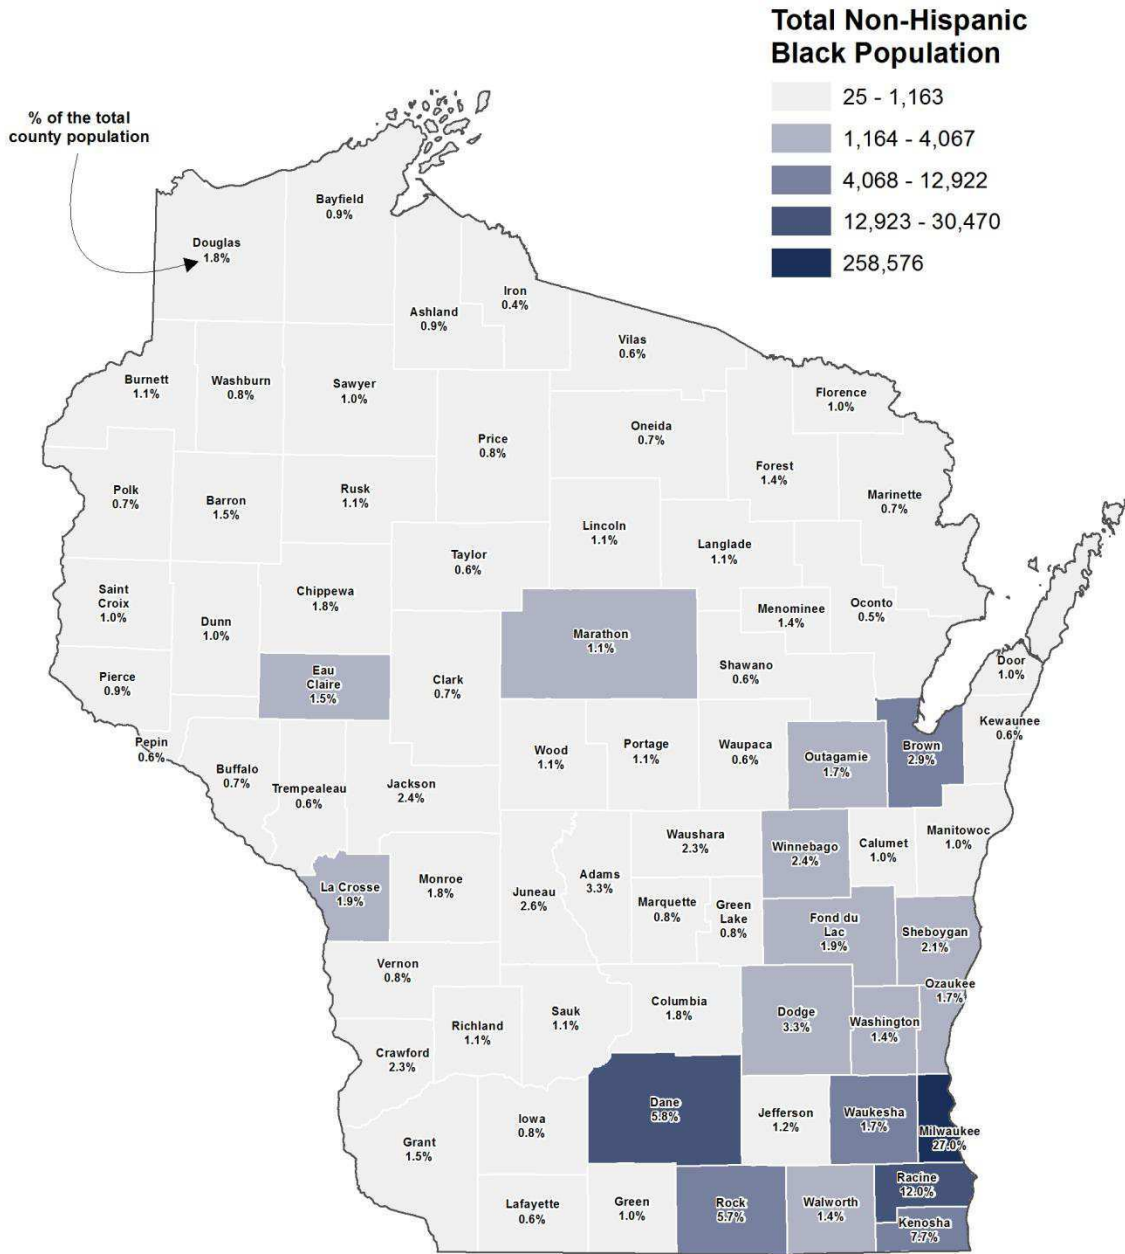 Total Non-Hispanic
Black Population
25 - 1,163
1,164 - 4,067
4,068 - 12,922
12,923 - 30,470
258,576
% of the total
county population
Bayfield
0.9%
Douglas
1.8%
Iron
0.4%
Ashland
0.9%
Vilas
0.6%
Burnett
1.1%
Washburn
0.8%
Sawyer
1.0%
Florence
1.0%
Price
0.8%
Oneida
0.7%
Forest
1.4%
Marinette
0.7%
Polk
0.7%
Barron
1.5%
Rusk
1.1%
Lincoln
1.1%
Langlade
1.1%
Taylor
0.6%
Saint
Croix
1.0%
Dunn
1.0%
Chippewa
1.8%
Menominee
1.4%
Oconto
0.5%
Marathon
1.1%
Pierce
0.9%
Eau
Claire
1.5%
Clark
0.7%
Shawano
0.6%
Door
1.0%
Kewaunee
0.6%
Pepin
0.6%
Buffalo
0.7%
Trempealeau
0.6%
Jackson
2.4%
Wood
1.1%
Portage
1.1%
Waupaca
0.6%
Outagamie
1.7%
Brown
2.9%
Waushara
2.3%
Winnebago
2.4%
Calumet
1.0%
Manitowoc
1.0%
La Crosse
1.9%
Monroe
1.8%
Juneau
2.6%
Adams
3.3%
Marquette
0.8%
Green
Lake
0.8%
Fond du
Lac
1.9%
Sheboygan
2.1%
Vernon
0.8%
Ozaukee
1.7%
Richland
1.1%
Sauk
1.1%
Columbia
1.8%
Dodge
3.3%
Washington
1.4%
Crawford
2.3%
Iowa
0.8%
Dane
5.8%
Jefferson
1.2%
Waukesha
1.7%
Milwaukee
27.0%
Grant
1.5%
Lafayette
0.6%
Green
1.0%
Rock
5.7%
Walworth
1.4%
Racine
12.0%
Kenosha
7.7%